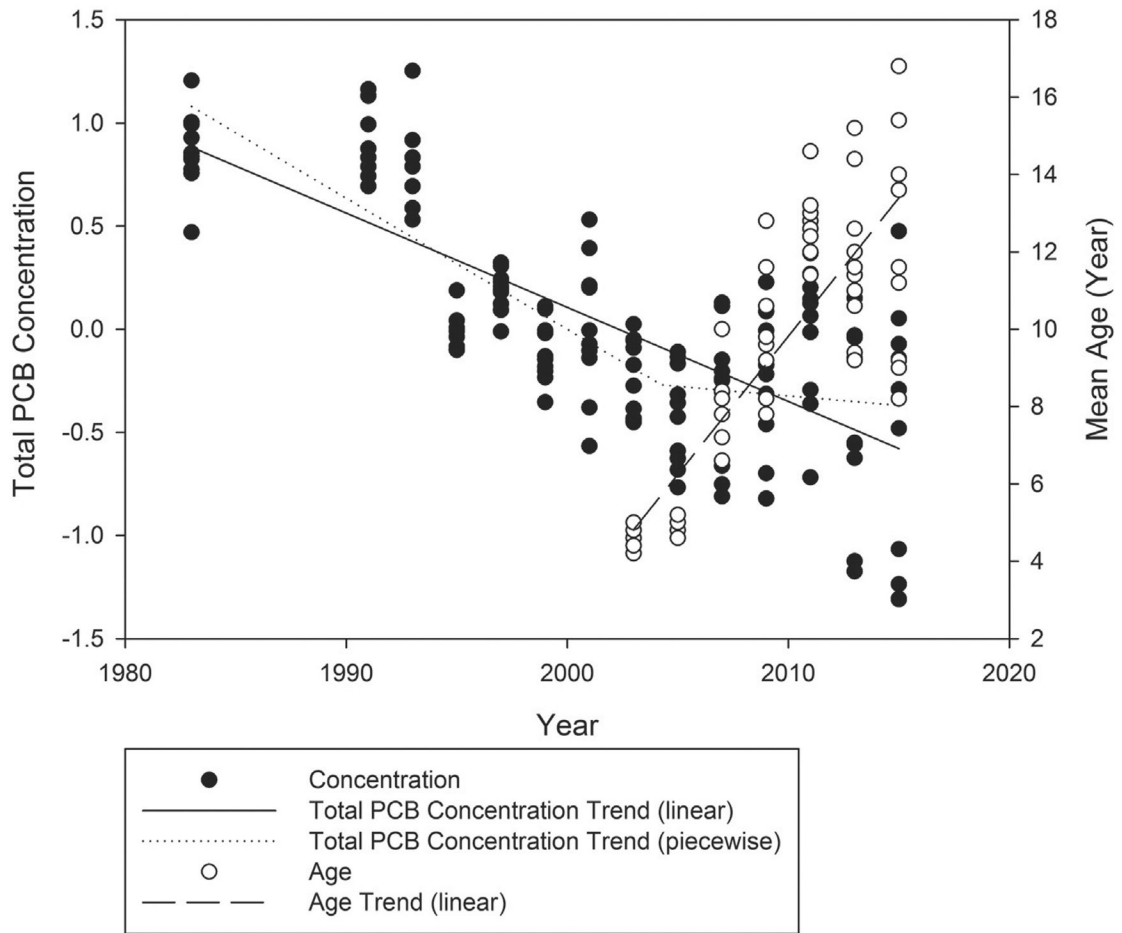 1.5
1.0
0.5
0.0
-0.5
-1.0
-1.5
Total PCB Concentration
18
16
14
12
10
8
6
4
2
Mean Age (Year)
1980 1990 2000 2010 2020
Year
Concentration
Total PCB Concentration Trend (linear)
Total PCB Concentration Trend (piecewise)
Age
Age Trend (linear)